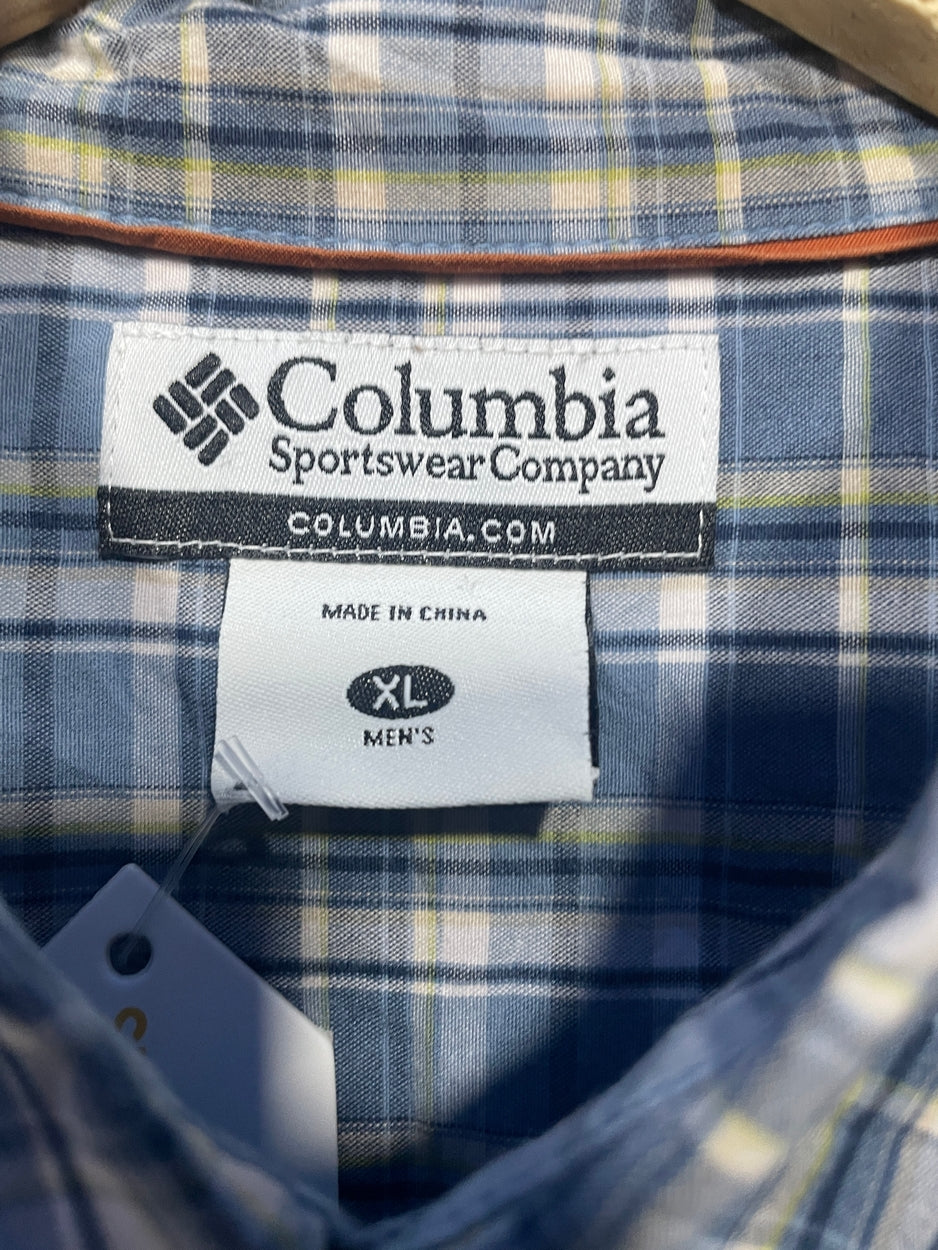 Columbia
Sportswear Company
COLUMBIA.COM
MADE IN CHINA
XL
MEN'S